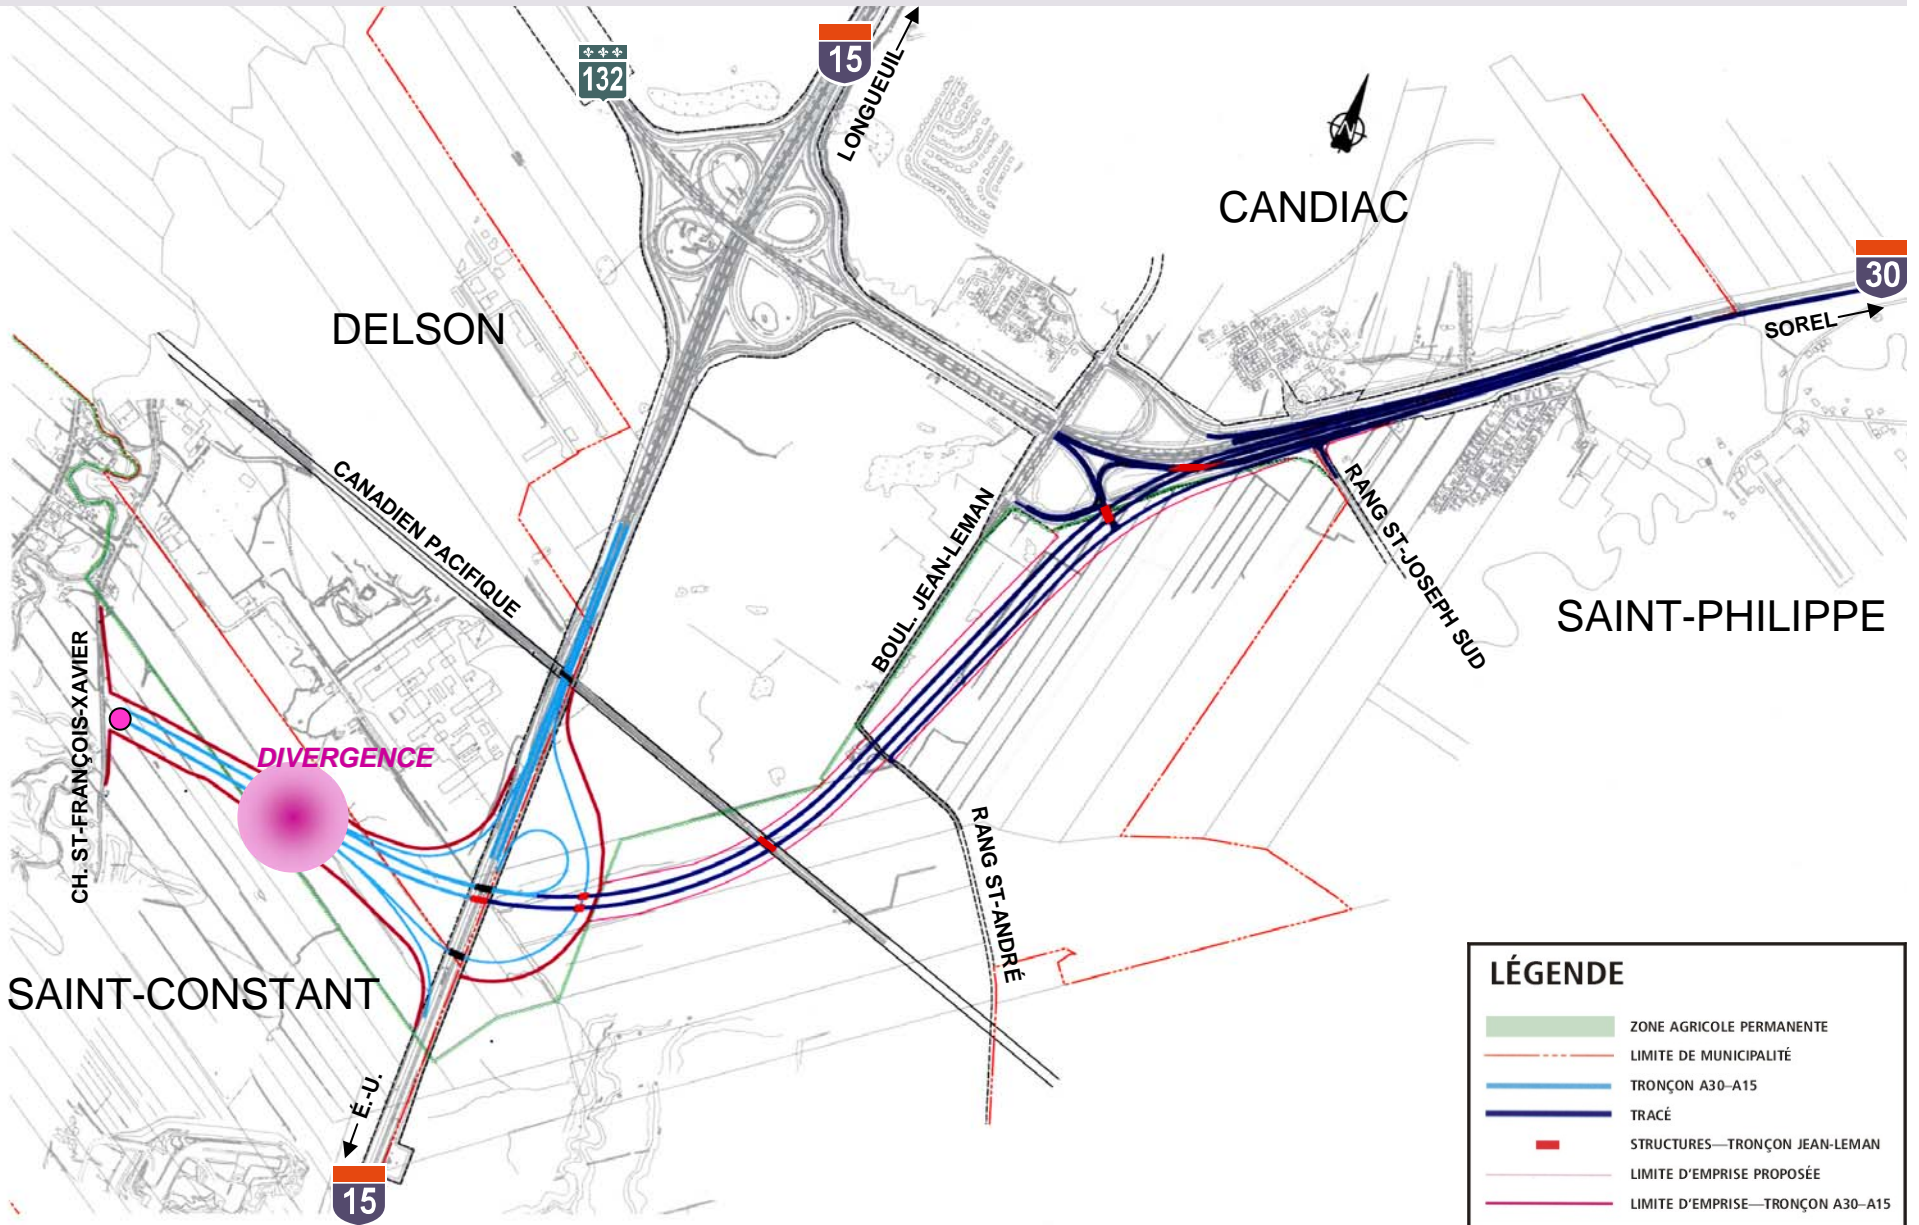 15
132
LONGUEUIL
N
CANDIAC
30
SOREL
DELSON
CANADIEN PACIFIQUE
BOUL. JEAN-LEMAN
RANG ST-JOSEPH SUD
SAINT-PHILIPPE
CH. ST-FRANÇOIS-XAVIER
DIVERGENCE
RANG ST-ANDRÉ
SAINT-CONSTANT
É.-U.
15
LÉGENDE
ZONE AGRICOLE PERMANENTE
LIMITE DE MUNICIPALITÉ
TRONÇON A30–A15
TRACÉ
STRUCTURES—TRONÇON JEAN-LEMAN
LIMITE D'EMPRISE PROPOSÉE
LIMITE D'EMPRISE—TRONÇON A30–A15